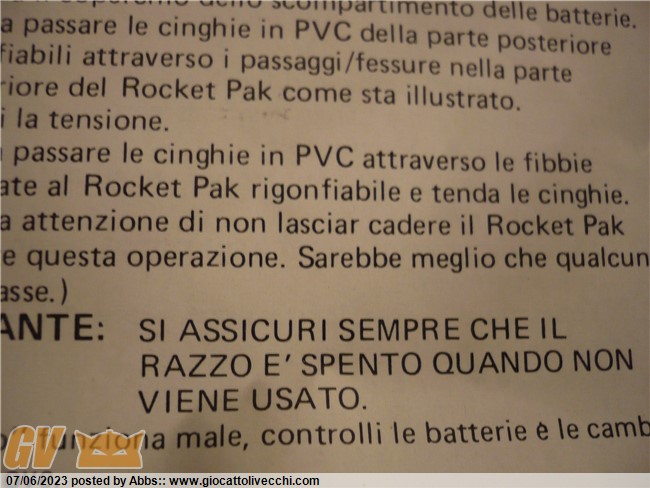 scompartimento delle batterie.
a passare le cinghie in PVC della parte posteriore
fiabili attraverso i passaggi/fessure nella parte
riore del Rocket Pak come sta illustrato.
i la tensione.
passare le cinghie in PVC attraverso le fibbie
ate al Rocket Pak rigonfiabile e tenda le cinghie.
a attenzione di non lasciar cadere il Rocket Pak
e questa operazione. Sarebbe meglio che qualcun
asse.)
ANTE: SI ASSICURI SEMPRE CHE IL
RAZZO E' SPENTO QUANDO NON
VIENE USATO.
funziona male, controlli le batterie e le camb
GV
07/06/2023 posted by Abbs:: www.giocattolivecchi.com